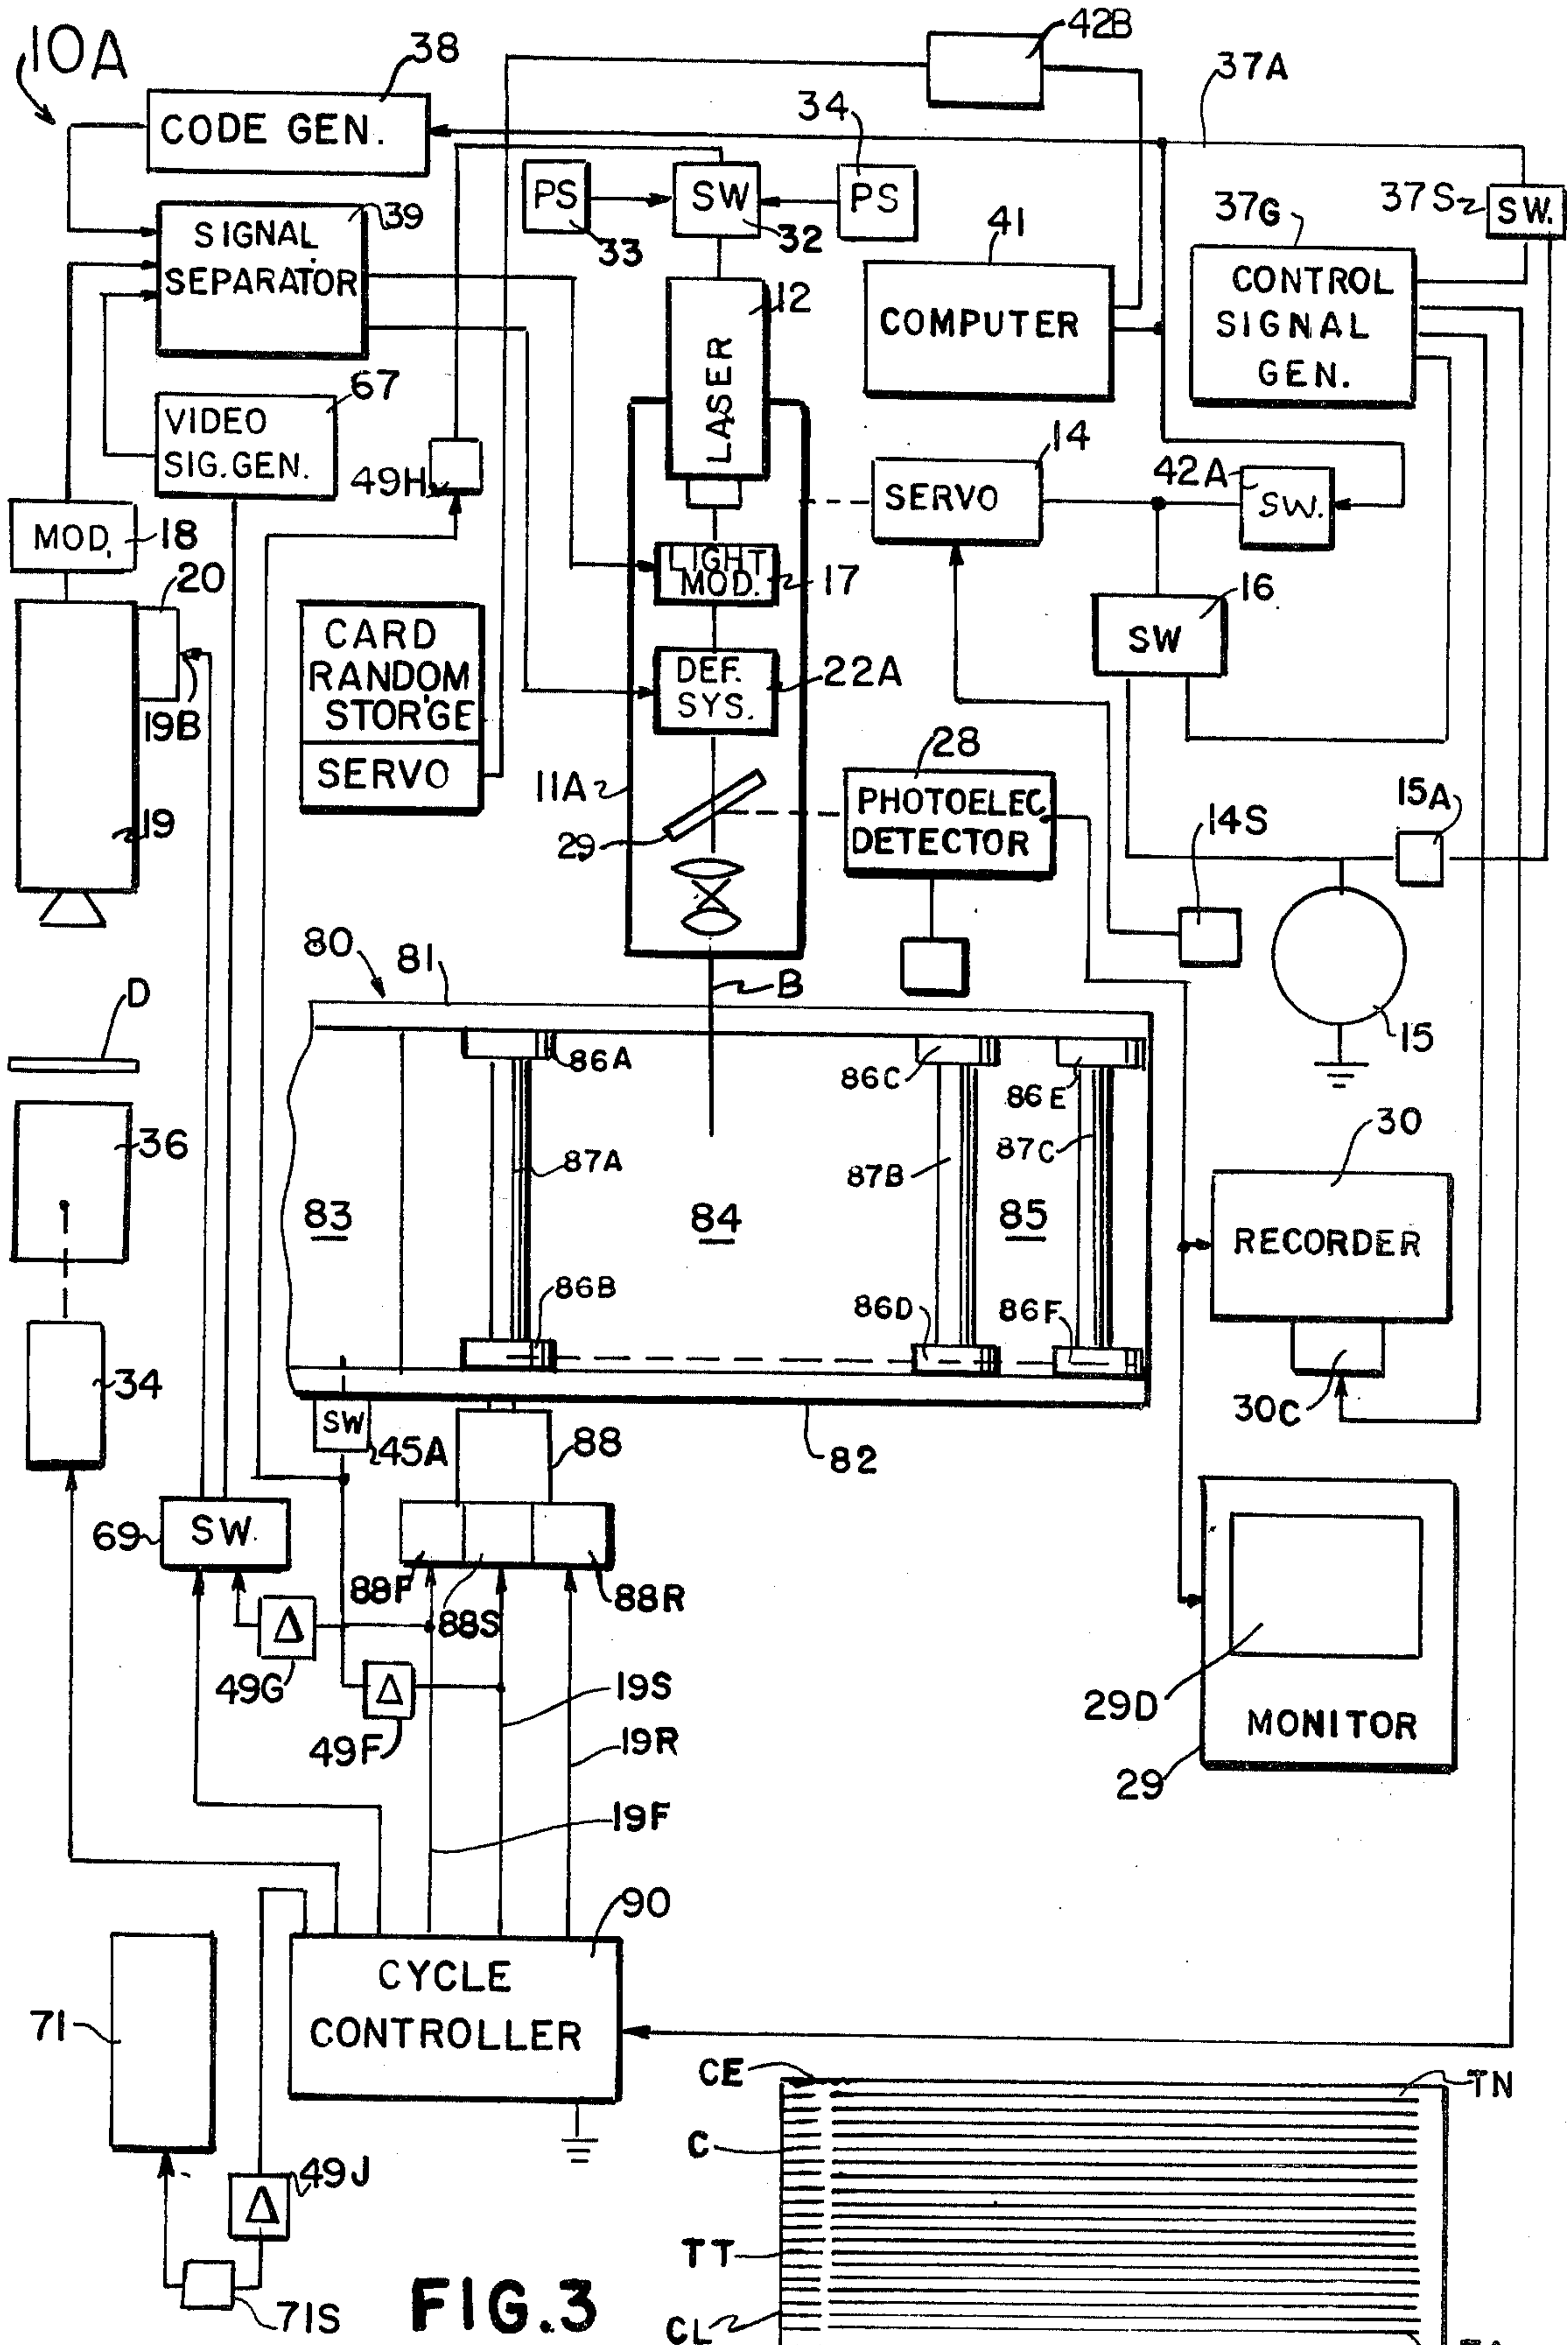 10A
38
42B
37A
CODE GEN.
34
PS
SW
PS
33
32
39
SIGNAL
SEPARATOR
41
COMPUTER
37G
CONTROL
SIGNAL
GEN.
37S
SW.
12
LASER
67
VIDEO
SIG.GEN.
49H
14
SERVO
42A
SW.
MOD.
18
20
LIGHT
MOD.
17
16
SW
CARD
RANDOM
STOR'GE
SERVO
DEF.
SYS.
22A
19B
19
11A
29
28
PHOTOELEC
DETECTOR
14S
15A
15
80
81
B
D
86A
86C
86E
36
87A
87B
87C
83
84
85
30
RECORDER
30C
86B
86D
86F
34
SW
45A
88
82
69
SW.
88F
88S
88R
49G
49F
19S
19R
19F
29D
MONITOR
29
90
CYCLE
CONTROLLER
71
49J
71S
CE
TN
C
TT
CL
FIG.3
Δ
Δ
Δ